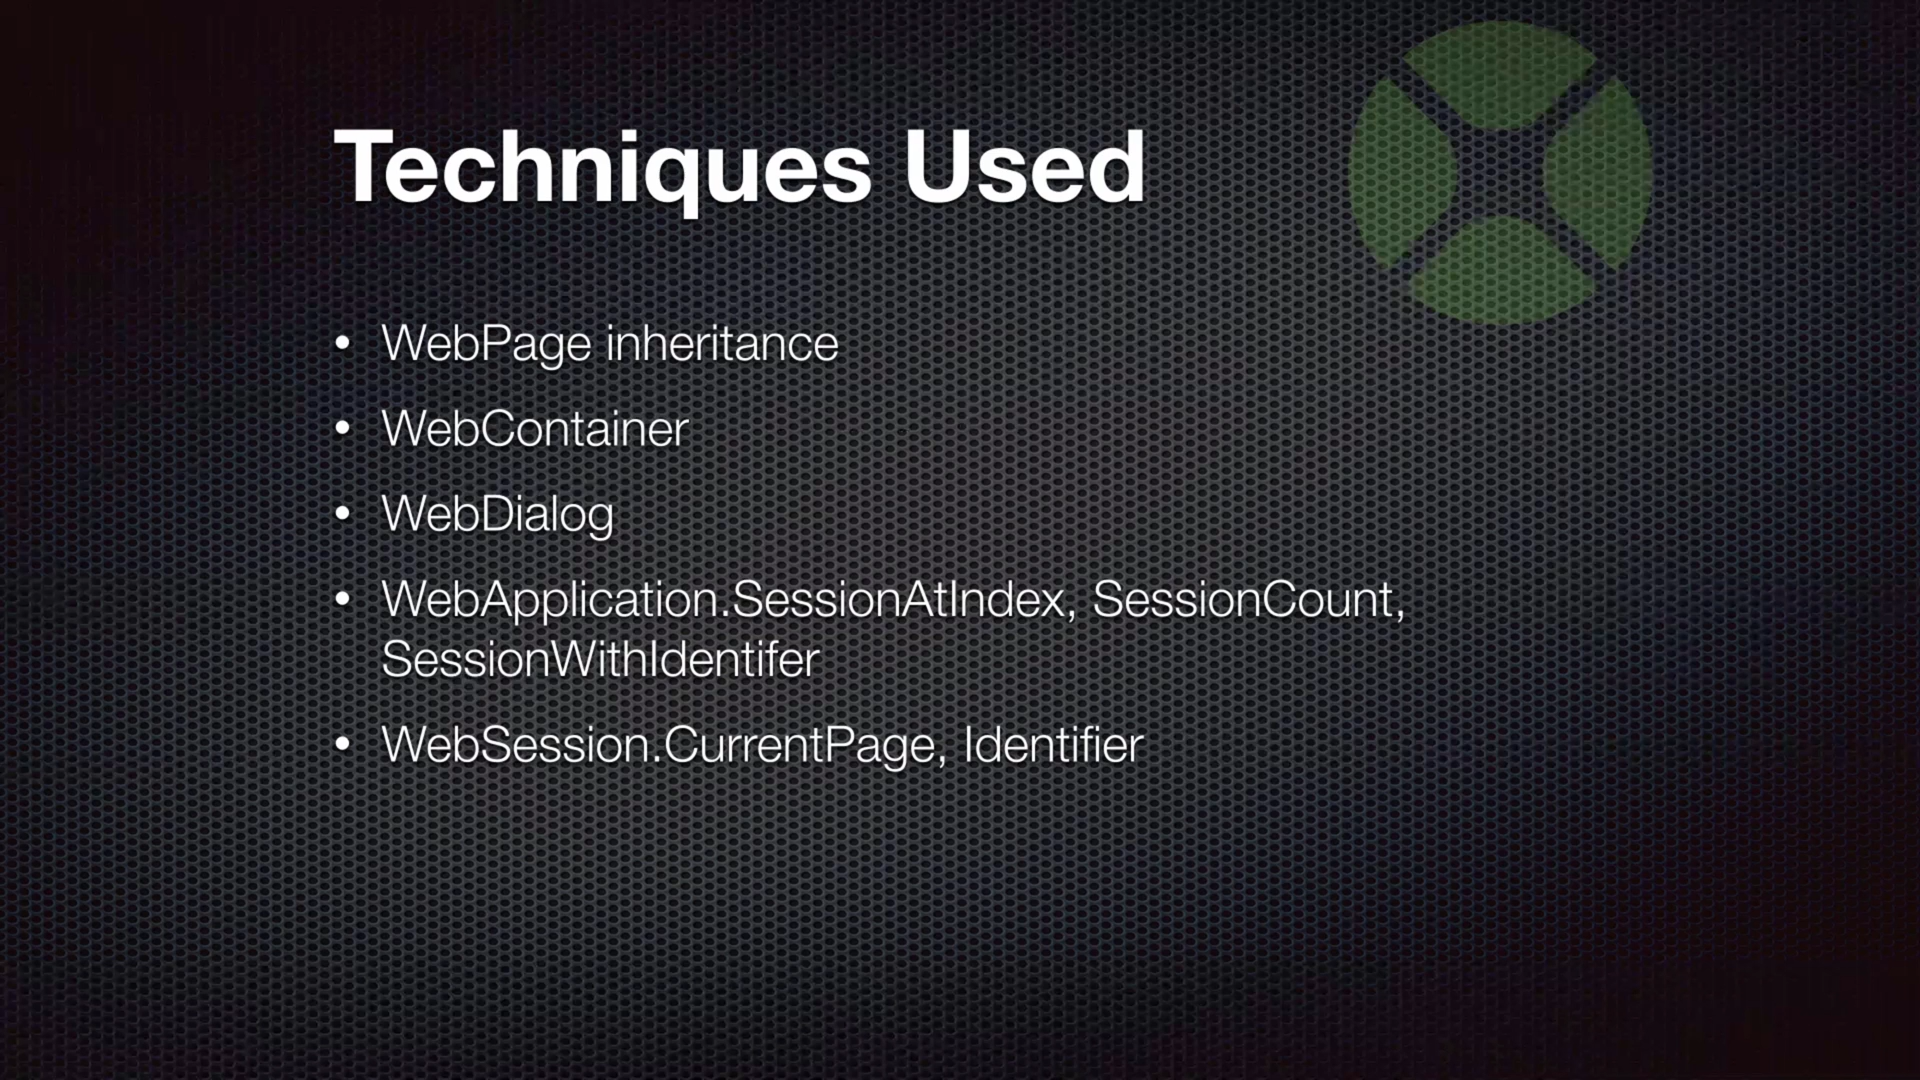 Techniques Used
• WebPage inheritance
• WebContainer
• WebDialog
• WebApplication.SessionAtIndex, SessionCount,
SessionWithIdentifer
• WebSession.CurrentPage, Identifier